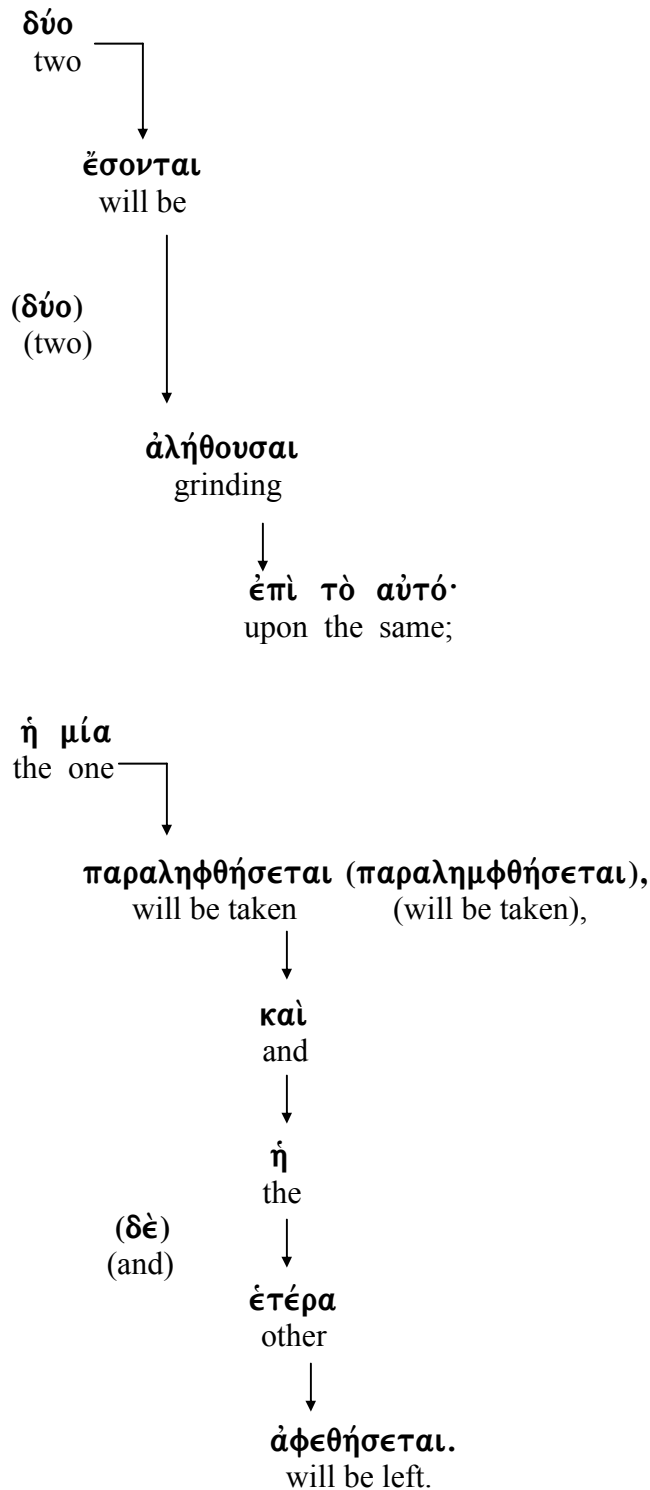 δύο
two
ἔσονται
will be
(δύο)
(two)
ἀλήθουσαι
grinding
ἐπὶ τὸ αὐτό·
upon the same;
ἡ μία
the one
παραληφθήσεται (παραλημφθήσεται),
will be taken (will be taken),
καὶ
and
ἡ
the
(δὲ)
(and)
ἑτέρα
other
ἀφεθήσεται.
will be left.